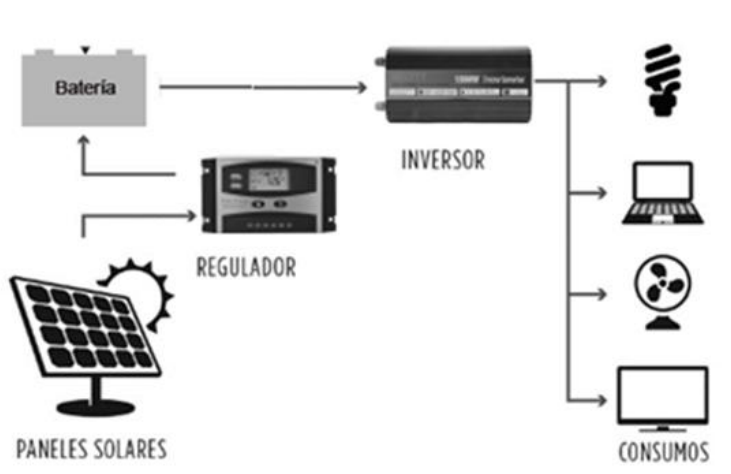 Batería
INVERSOR
REGULADOR
PANELES SOLARES
CONSUMOS